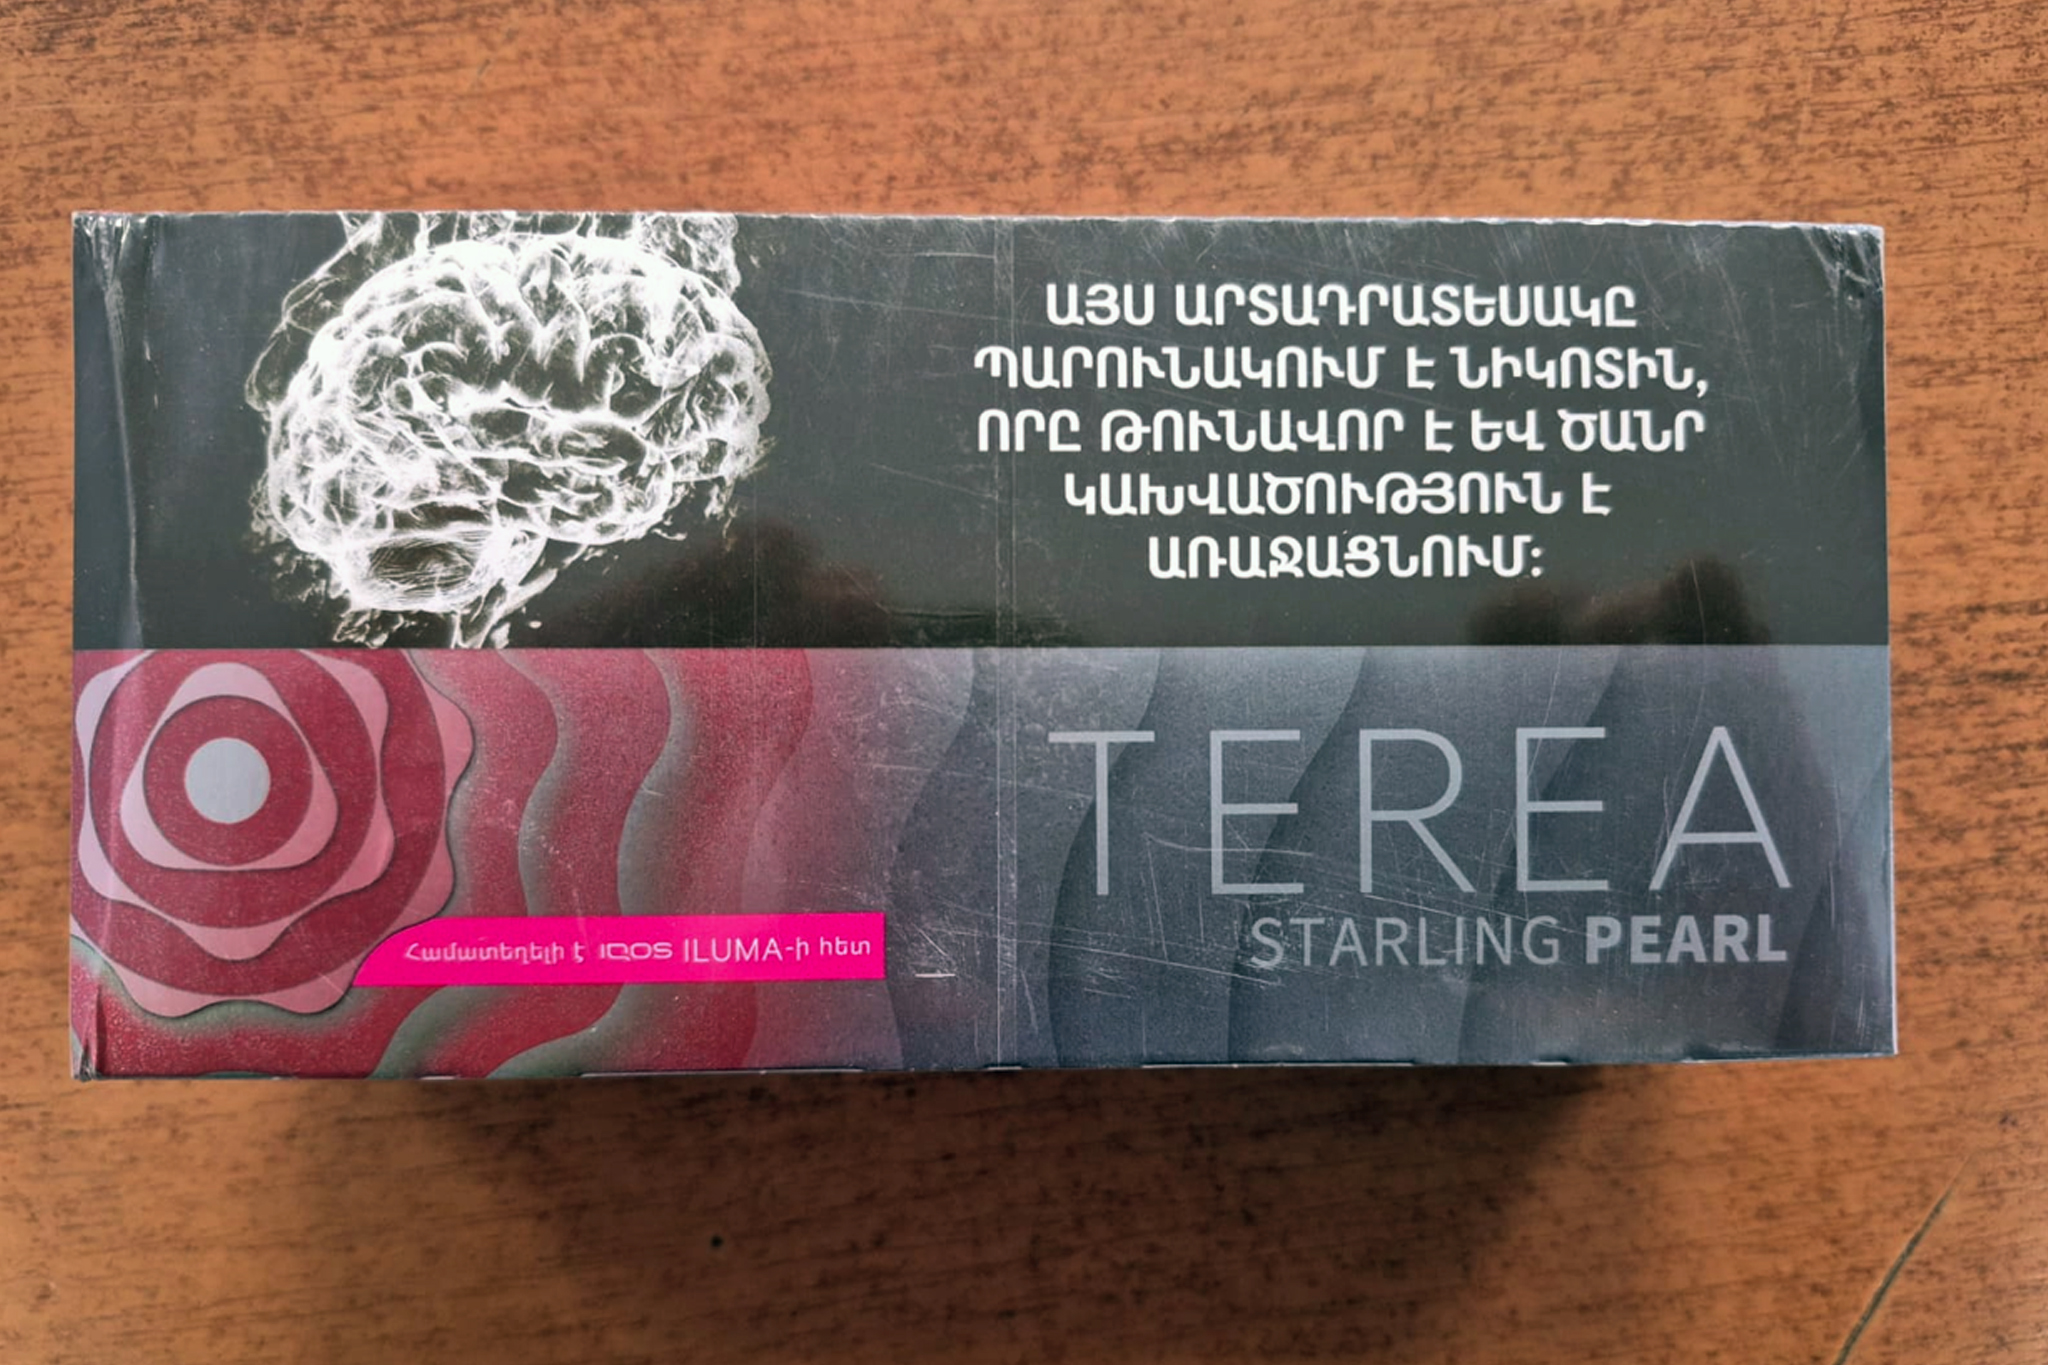 ԱՅՍ ԱՐՏԱԴՐԱՏԵՍԱԿԸ
ՊԱՐՈՒՆԱԿՈՒՄ Է ՆԻԿՈՏԻՆ,
ՈՐԸ ԹՈՒՆԱՎՈՐ Է ԵՎ ԾԱՆՐ
ԿԱԽՎԱԾՈՒԹՅՈՒՆ Է
ԱՌԱՋԱՑՆՈՒՄ:
TEREA
STARLING PEARL
Համատեղելի է IQOS ILUMA-ի հետ